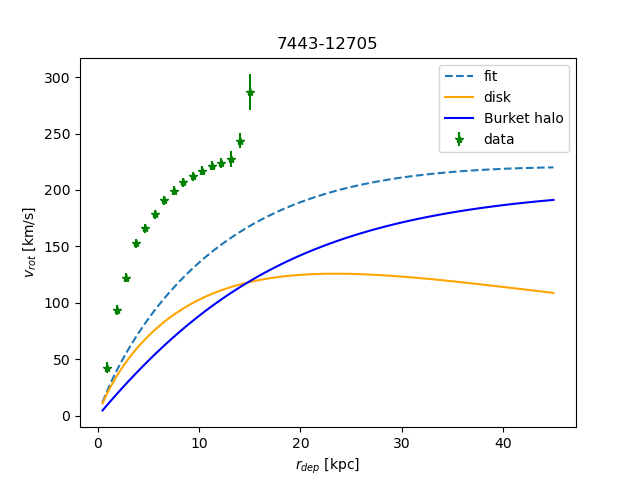 7443-12705
300
250
200
150
100
50
0
v_rot [km/s]
fit
disk
Burket halo
data
0 10 20 30 40
r_dep [kpc]